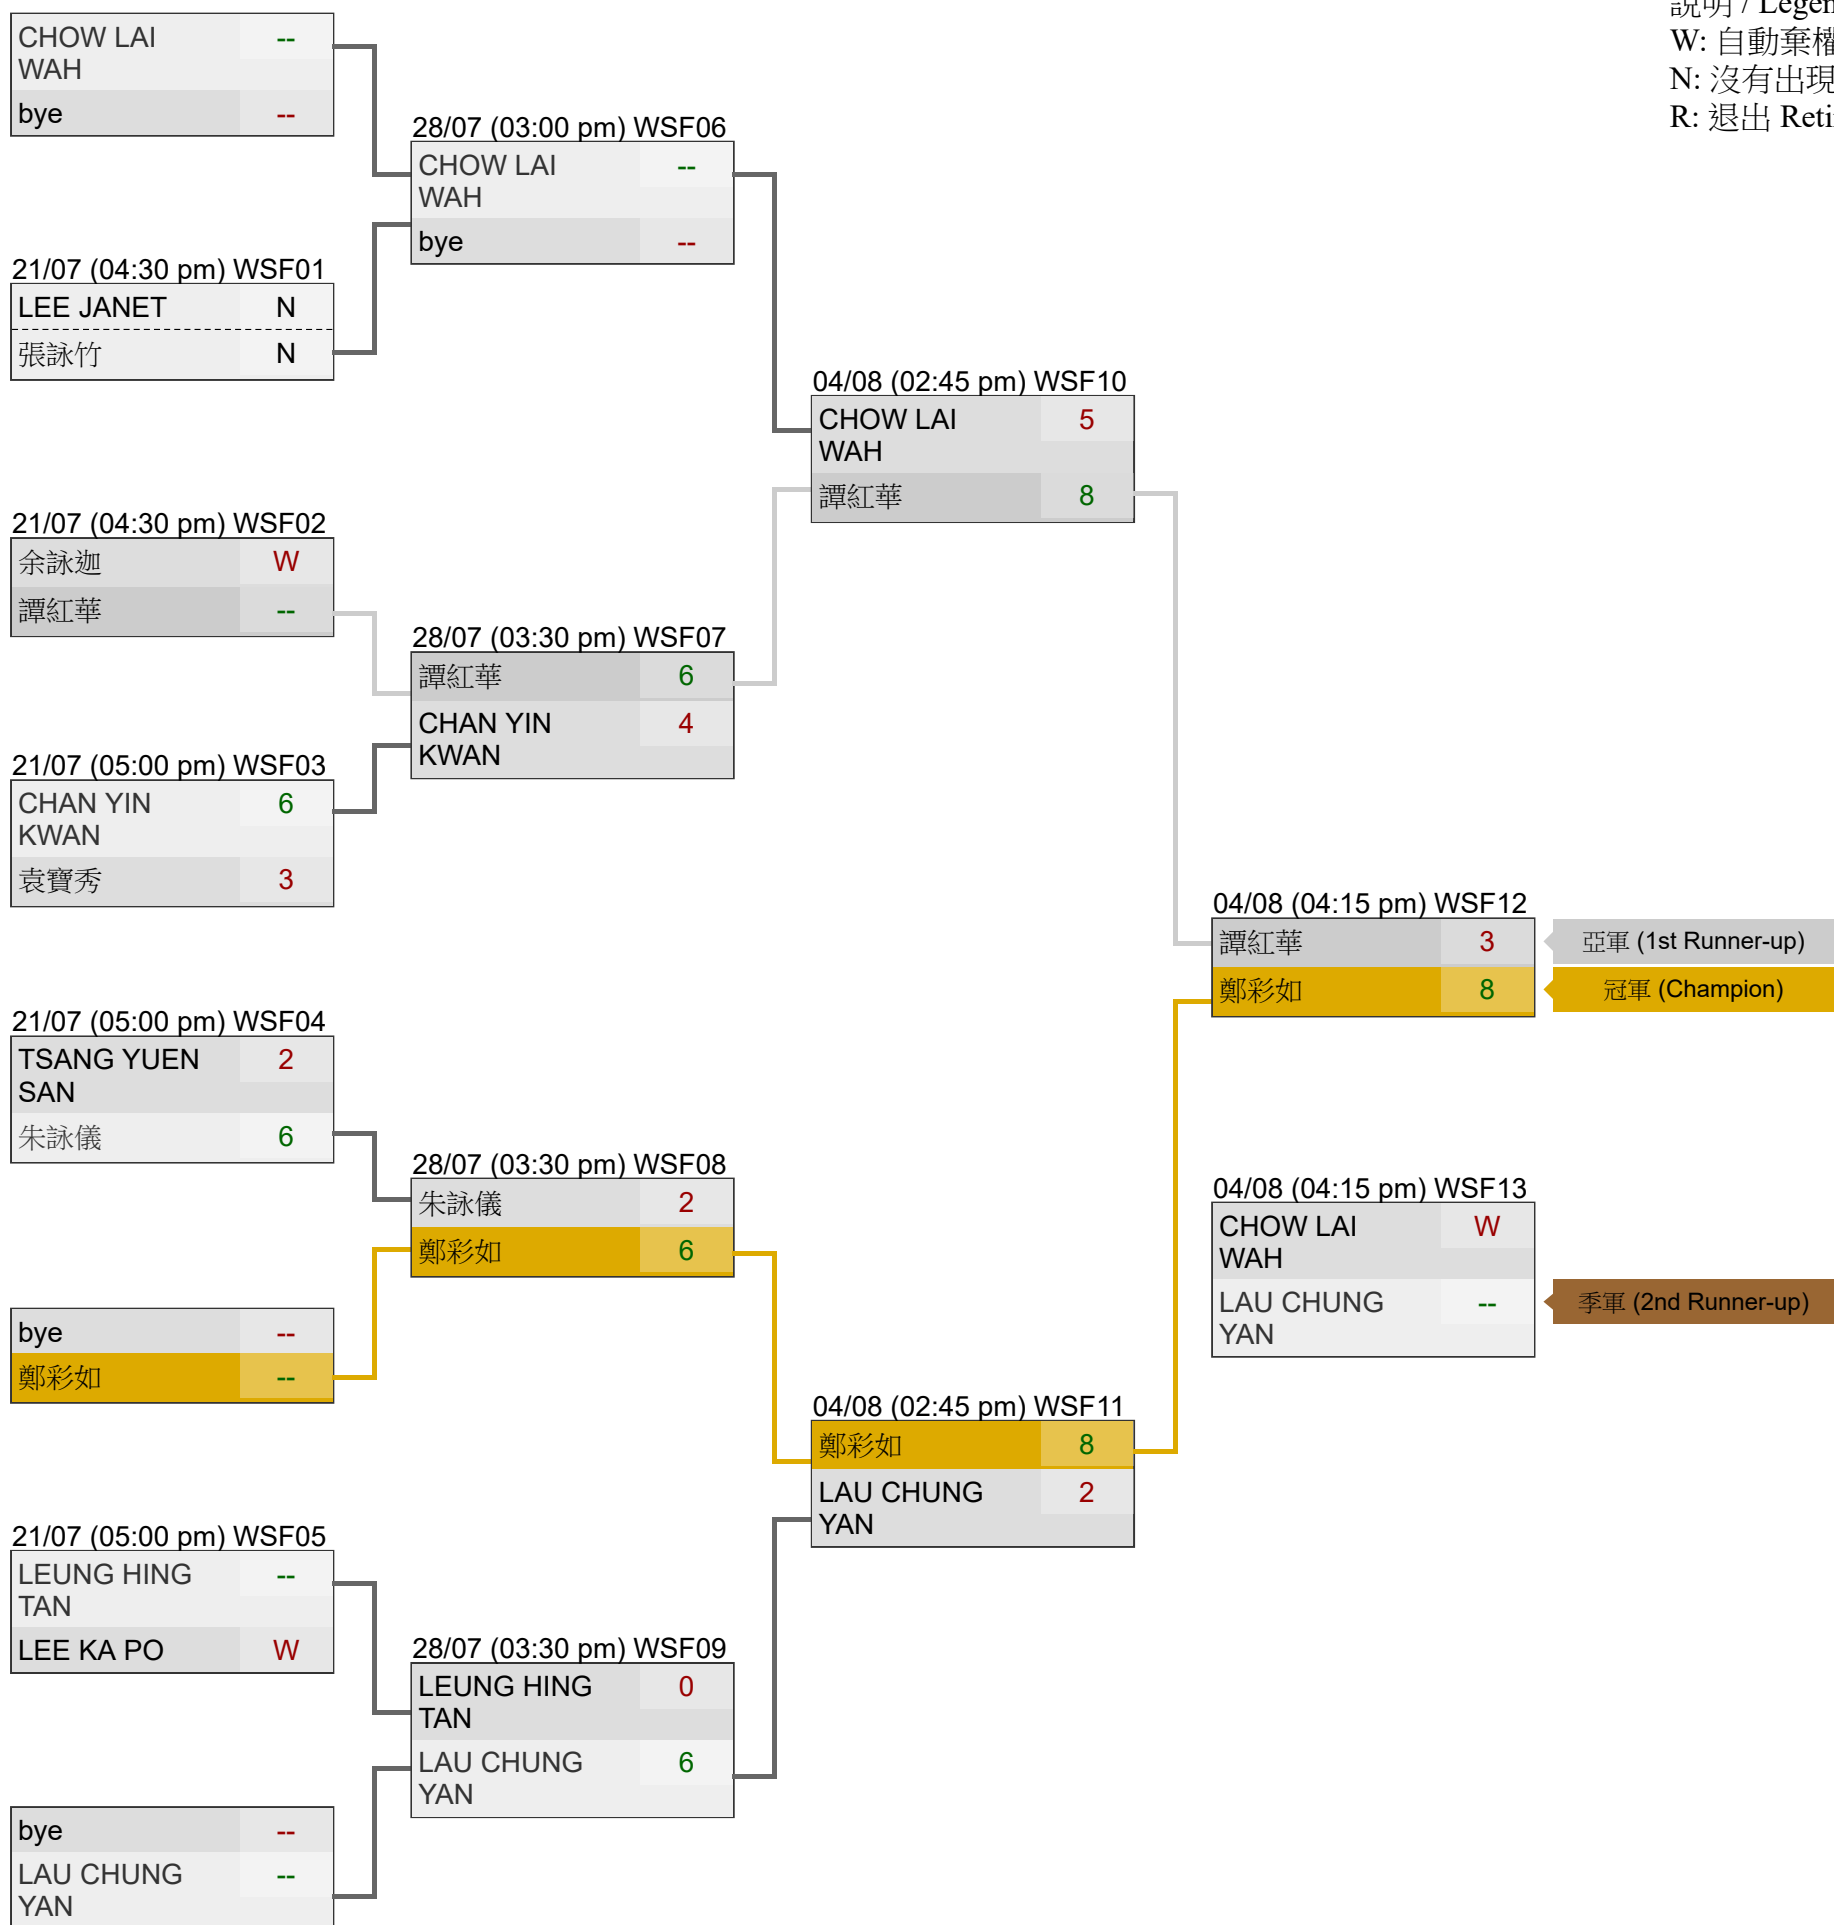 說明 / Legen
W: 自動棄權
N: 沒有出現
R: 退出 Reti
CHOW LAI
WAH
--
bye --
28/07 (03:00 pm) WSF06
CHOW LAI
WAH
--
bye --
21/07 (04:30 pm) WSF01
LEE JANET N
張詠竹 N
04/08 (02:45 pm) WSF10
CHOW LAI
WAH
5
譚紅華 8
21/07 (04:30 pm) WSF02
余詠迦 W
譚紅華 --
28/07 (03:30 pm) WSF07
譚紅華 6
CHAN YIN
KWAN
4
21/07 (05:00 pm) WSF03
CHAN YIN
KWAN
6
袁寶秀 3
04/08 (04:15 pm) WSF12
譚紅華 3
亞軍 (1st Runner-up)
鄭彩如 8
冠軍 (Champion)
21/07 (05:00 pm) WSF04
TSANG YUEN
SAN
2
朱詠儀 6
28/07 (03:30 pm) WSF08
朱詠儀 2
鄭彩如 6
04/08 (04:15 pm) WSF13
CHOW LAI
WAH
W
LAU CHUNG
YAN
--
季軍 (2nd Runner-up)
bye --
鄭彩如 --
04/08 (02:45 pm) WSF11
鄭彩如 8
LAU CHUNG
YAN
2
21/07 (05:00 pm) WSF05
LEUNG HING
TAN
--
LEE KA PO W
28/07 (03:30 pm) WSF09
LEUNG HING
TAN
0
LAU CHUNG
YAN
6
bye --
LAU CHUNG
YAN
--